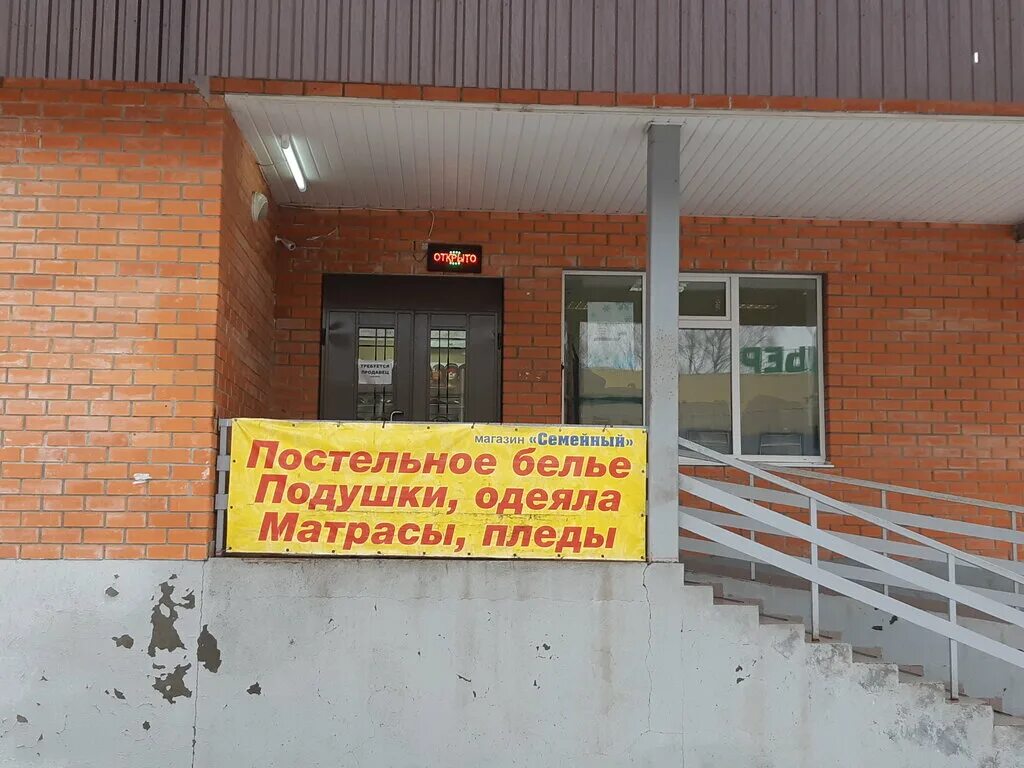 ОТКРЫТО
ТРЕБУЕТСЯ
ПРОДАВЕЦ
магазин «Семейный»
Постельное белье
Подушки, одеяла
Матрасы, пледы